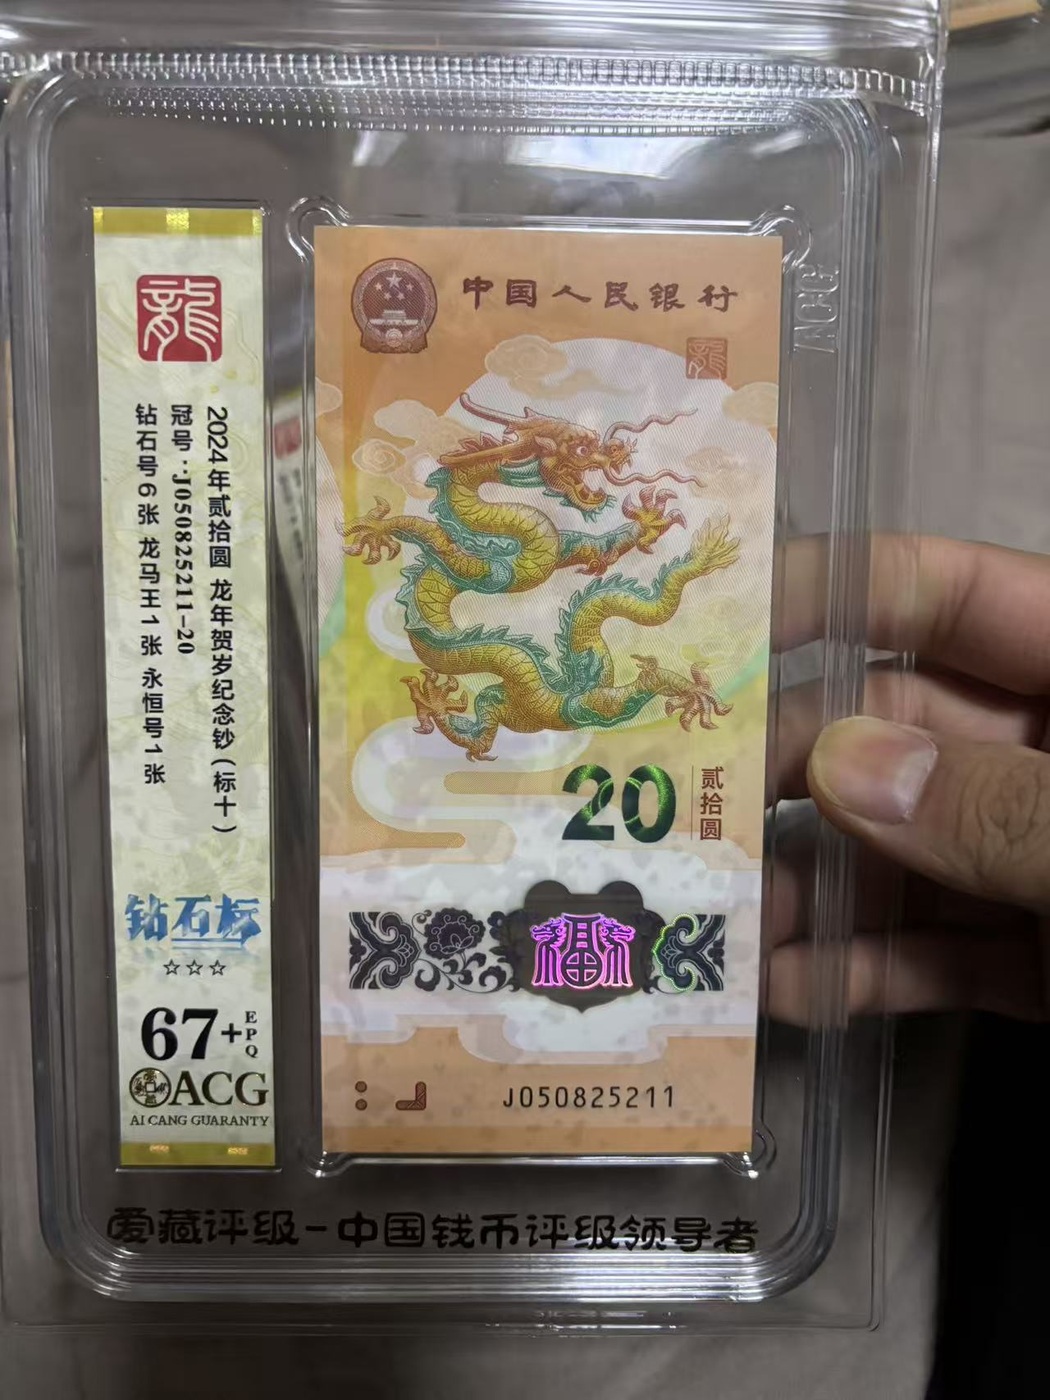 龍
2024年贰拾圆 龙年贺岁纪念钞(标十)
冠号:J050825211-20
钻石号6张 龙马王1张 永恒号1张
钻石标
☆☆☆
67+EPQ
ACG
AI CANG GUARANTY
中国人民银行
龍
20 贰拾圆
福
J050825211
ACG
爱藏评级-中国钱币评级领导者